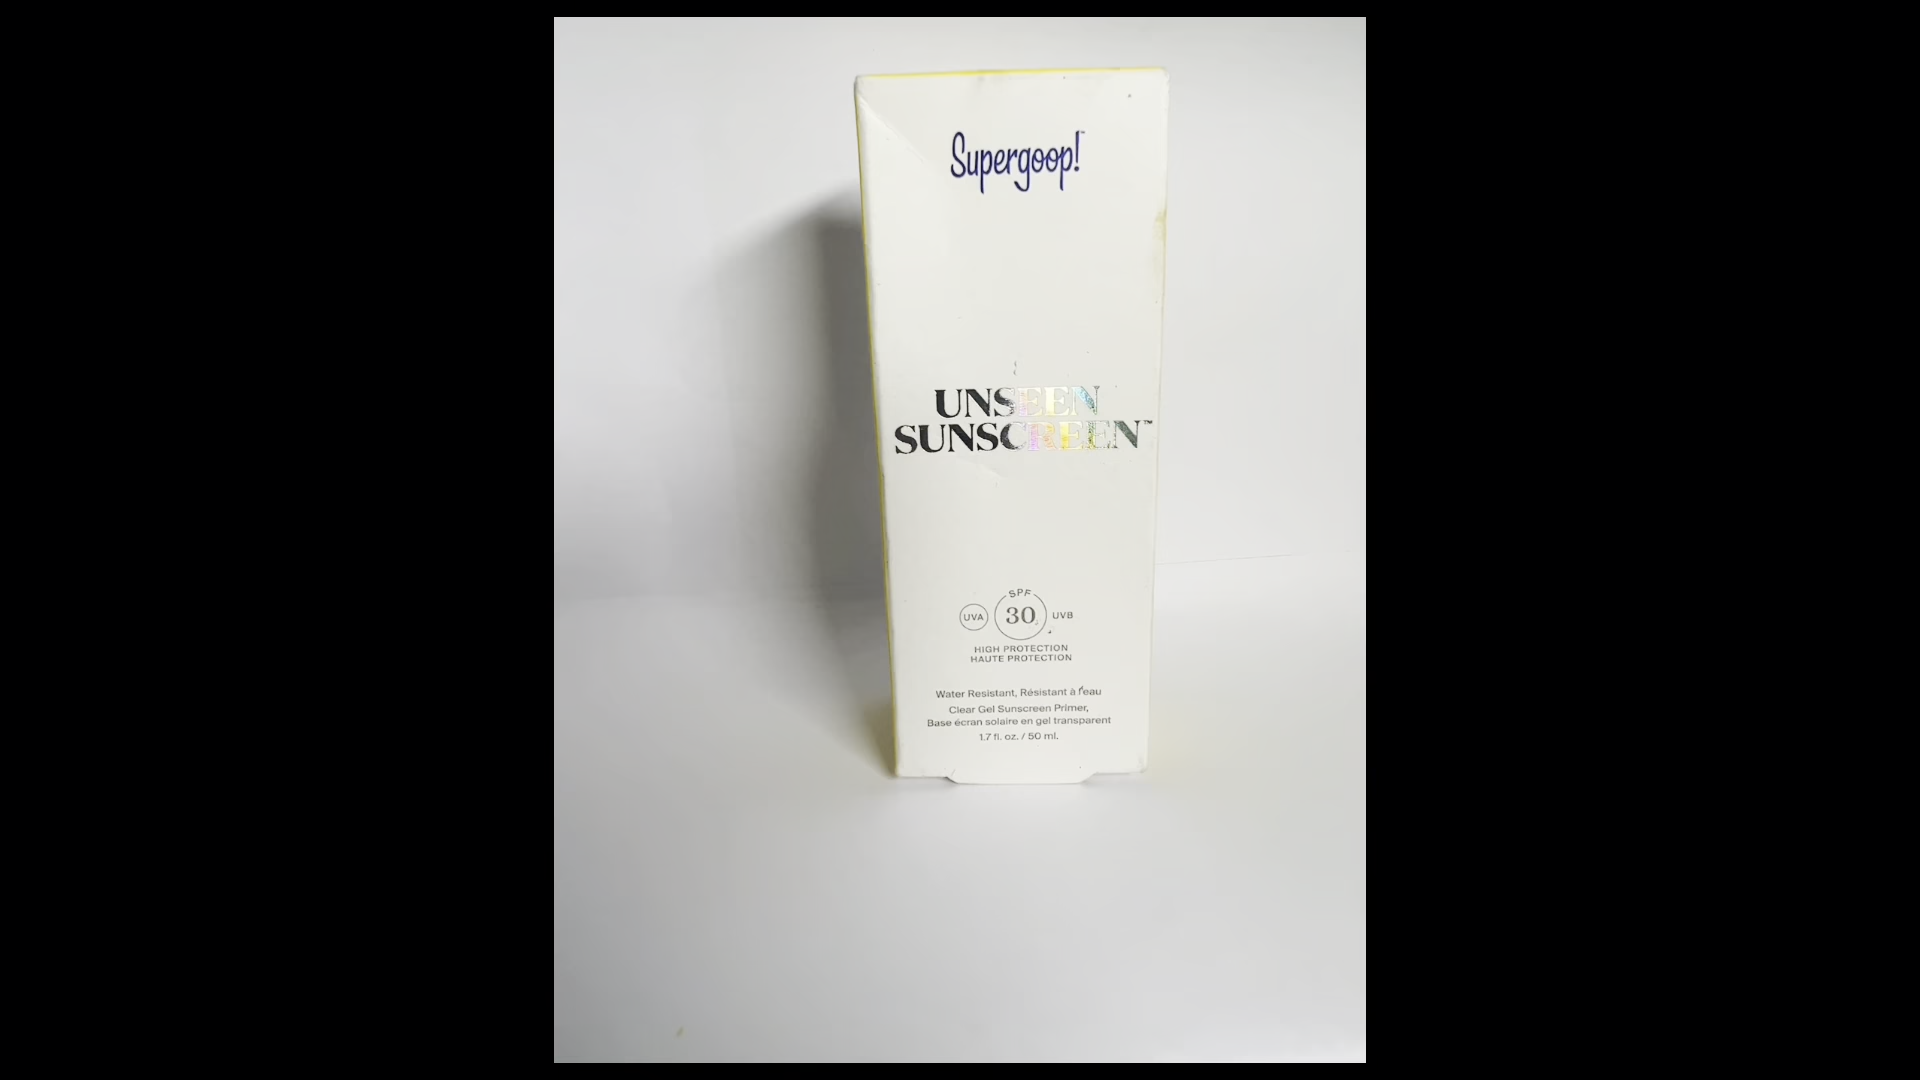 Supergoop!™
UNSEEN
SUNSCREEN™
SPF
UVA 30 UVB
HIGH PROTECTION
HAUTE PROTECTION
Water Resistant, Résistant à l'eau
Clear Gel Sunscreen Primer,
Base écran solaire en gel transparent
1.7 fl. oz. / 50 ml.